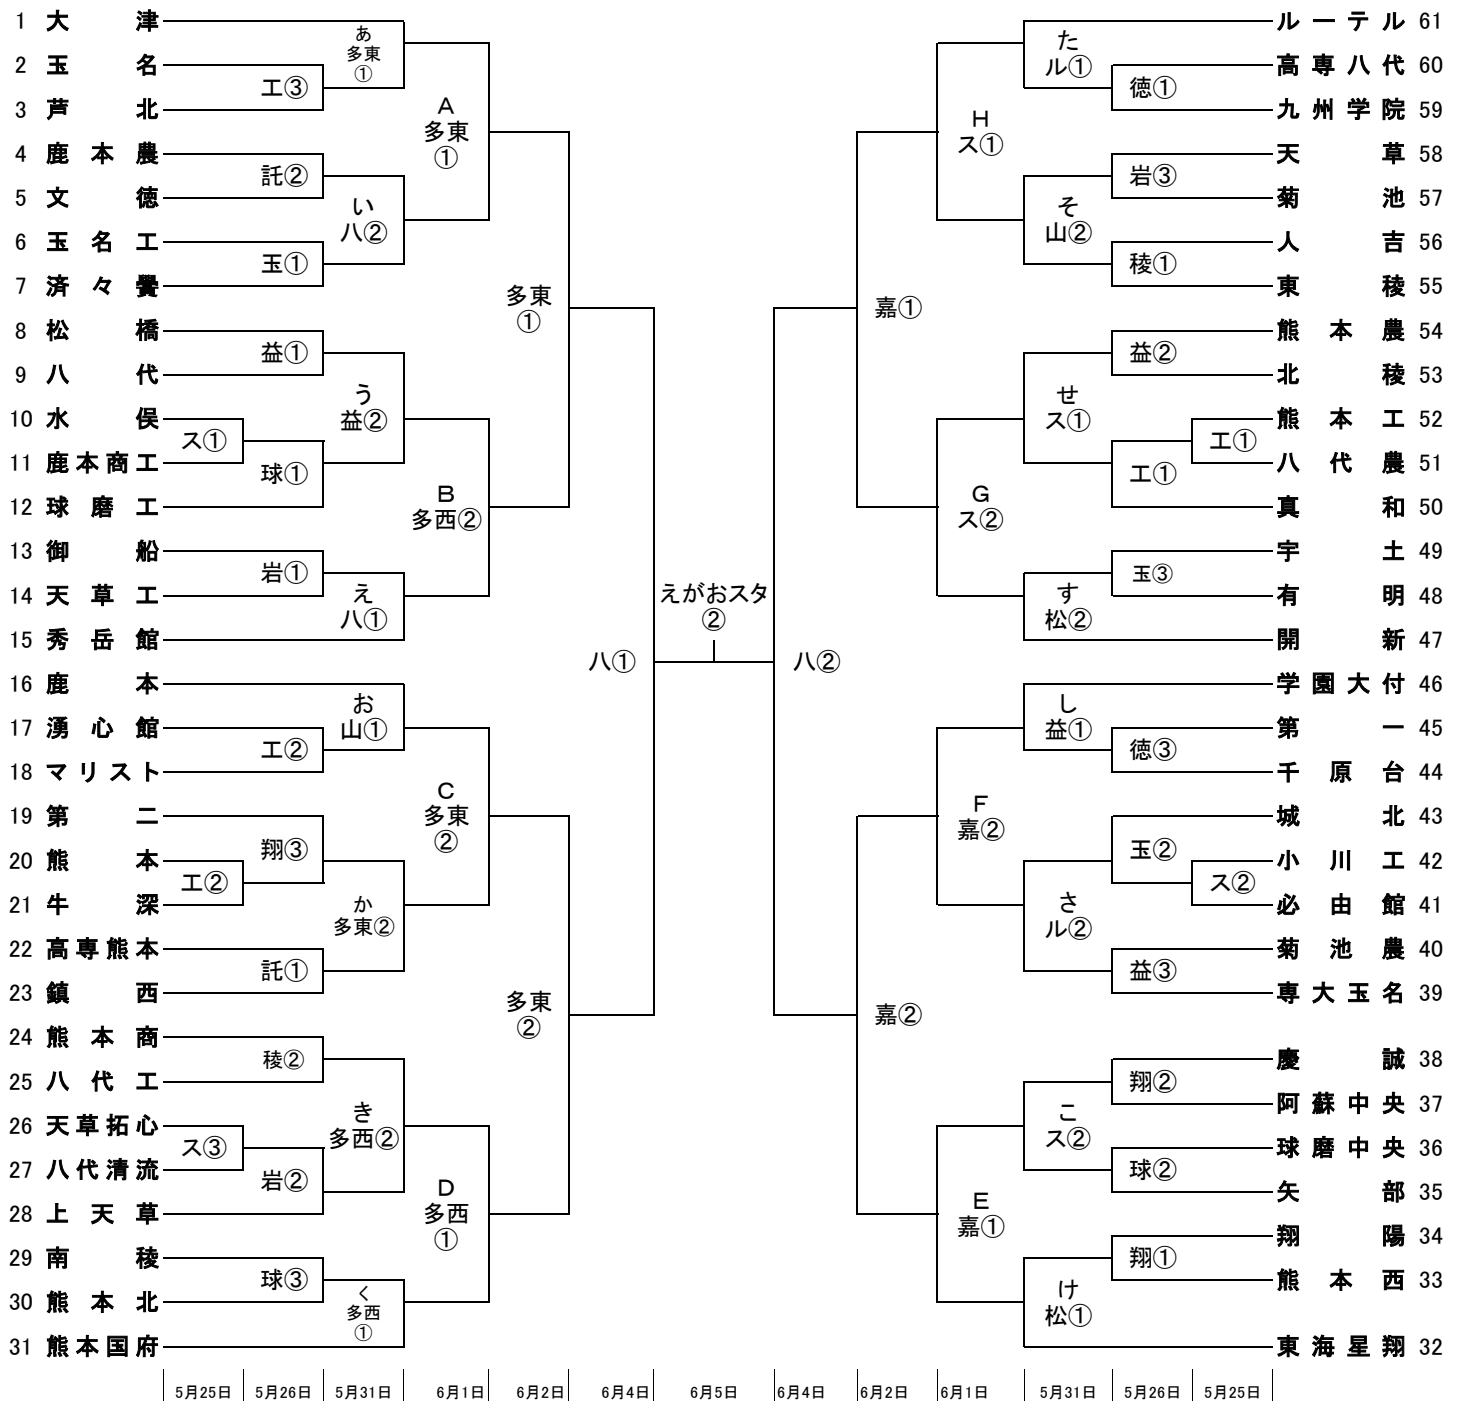 1 大津
2 玉名
3 芦北
4 鹿本農
5 文徳
6 玉名工
7 済々黌
8 松橋
9 八代
10 水俣
11 鹿本商工
12 球磨工
13 御船
14 天草工
15 秀岳館
16 鹿本
17 湧心館
18 マリスト
19 第二
20 熊本
21 牛深
22 高専熊本
23 鎮西
24 熊本商
25 八代工
26 天草拓心
27 八代清流
28 上天草
29 南稜
30 熊本北
31 熊本国府
ス①
工②
ス③
工③
託②
玉①
益①
球①
岩①
工②
翔③
託①
稜②
岩②
球③
あ
多東
①
い
八②
う
益②
え
八①
お
山①
か
多東②
き
多西②
く
多西
①
A
多東
①
B
多西②
C
多東
②
D
多西
①
多東
①
多東
②
八①
えがおスタ
②
八②
嘉①
嘉②
H
ス①
G
ス②
F
嘉②
E
嘉①
た
ル①
そ
山②
せ
ス①
す
松②
し
益①
さ
ル②
こ
ス②
け
松①
徳①
岩③
稜①
益②
工①
玉③
徳③
玉②
益③
翔②
球②
翔①
工①
ス②
ルーテル 61
高専八代 60
九州学院 59
天草 58
菊池 57
人吉 56
東稜 55
熊本農 54
北稜 53
熊本工 52
八代農 51
真和 50
宇土 49
有明 48
開新 47
学園大付 46
第一 45
千原台 44
城北 43
小川工 42
必由館 41
菊池農 40
専大玉名 39
慶誠 38
阿蘇中央 37
球磨中央 36
矢部 35
翔陽 34
熊本西 33
東海星翔 32
5月25日 5月26日 5月31日 6月1日 6月2日 6月4日 6月5日 6月4日 6月2日 6月1日 5月31日 5月26日 5月25日